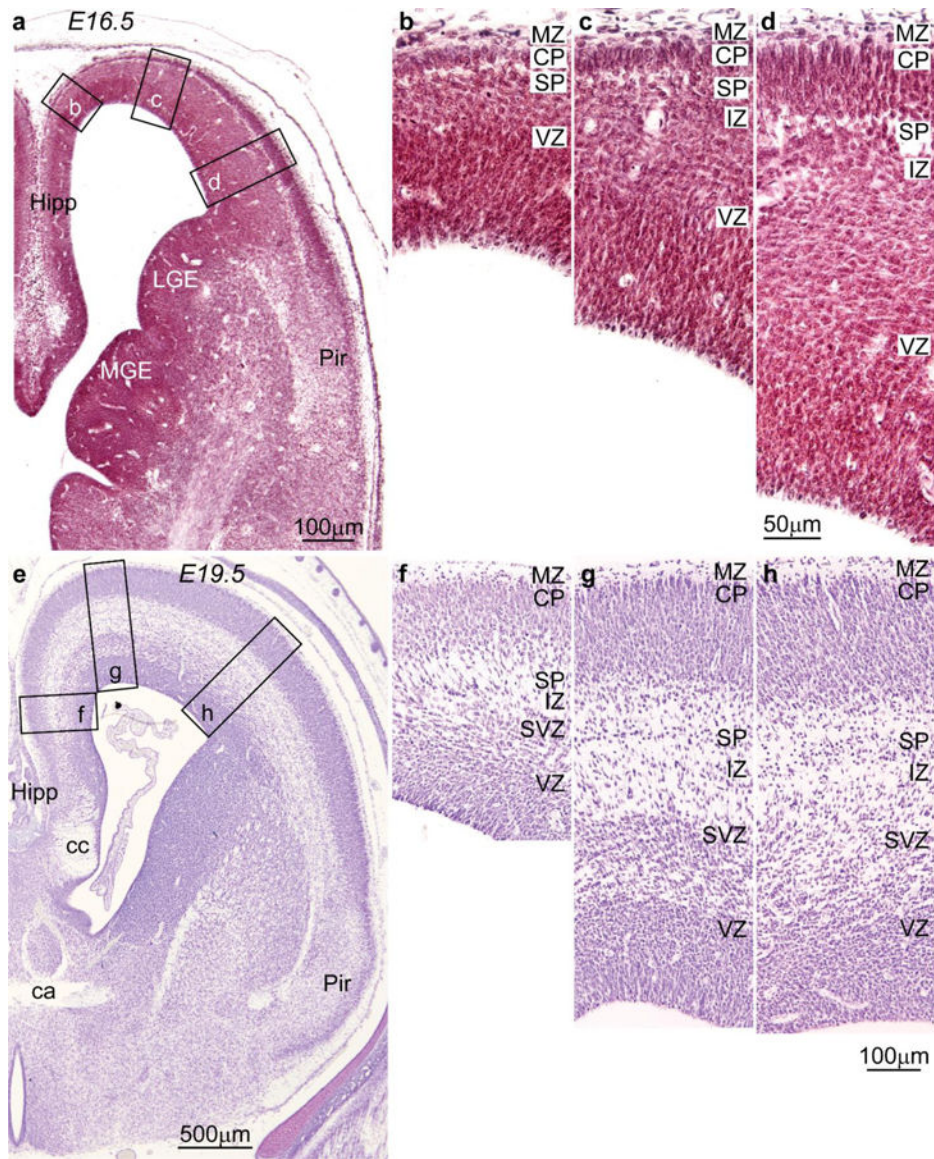 a E16.5
b
c
Hipp
d
LGE
MGE
Pir
100µm
b
MZ
CP
SP
VZ
c
MZ
CP
SP
IZ
VZ
d
MZ
CP
SP
IZ
VZ
50µm
e E19.5
g
f
h
Hipp
cc
ca
Pir
500µm
f
MZ
CP
SP
IZ
SVZ
VZ
g
MZ
CP
SP
IZ
SVZ
VZ
h
MZ
CP
SP
IZ
SVZ
VZ
100µm